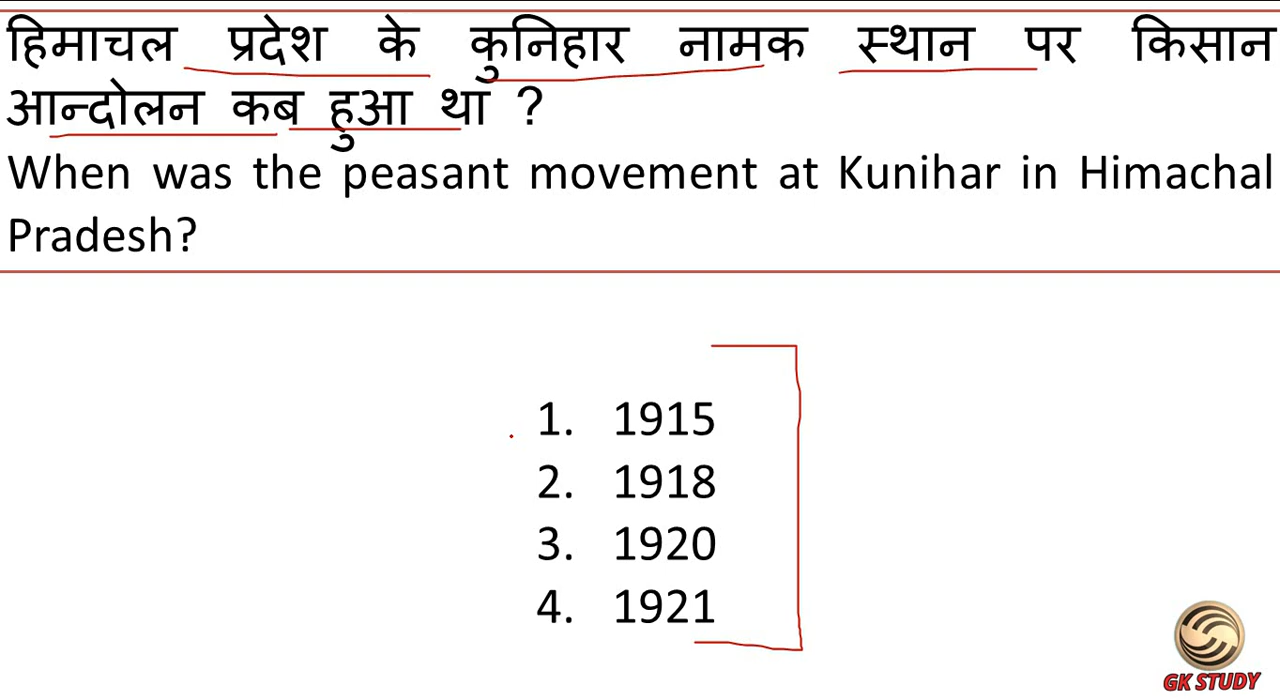 हिमाचल प्रदेश के कुनिहार नामक स्थान पर किसान
आन्दोलन कब हुआ था ?
When was the peasant movement at Kunihar in Himachal
Pradesh?
1. 1915
2. 1918
3. 1920
4. 1921
GK STUDY